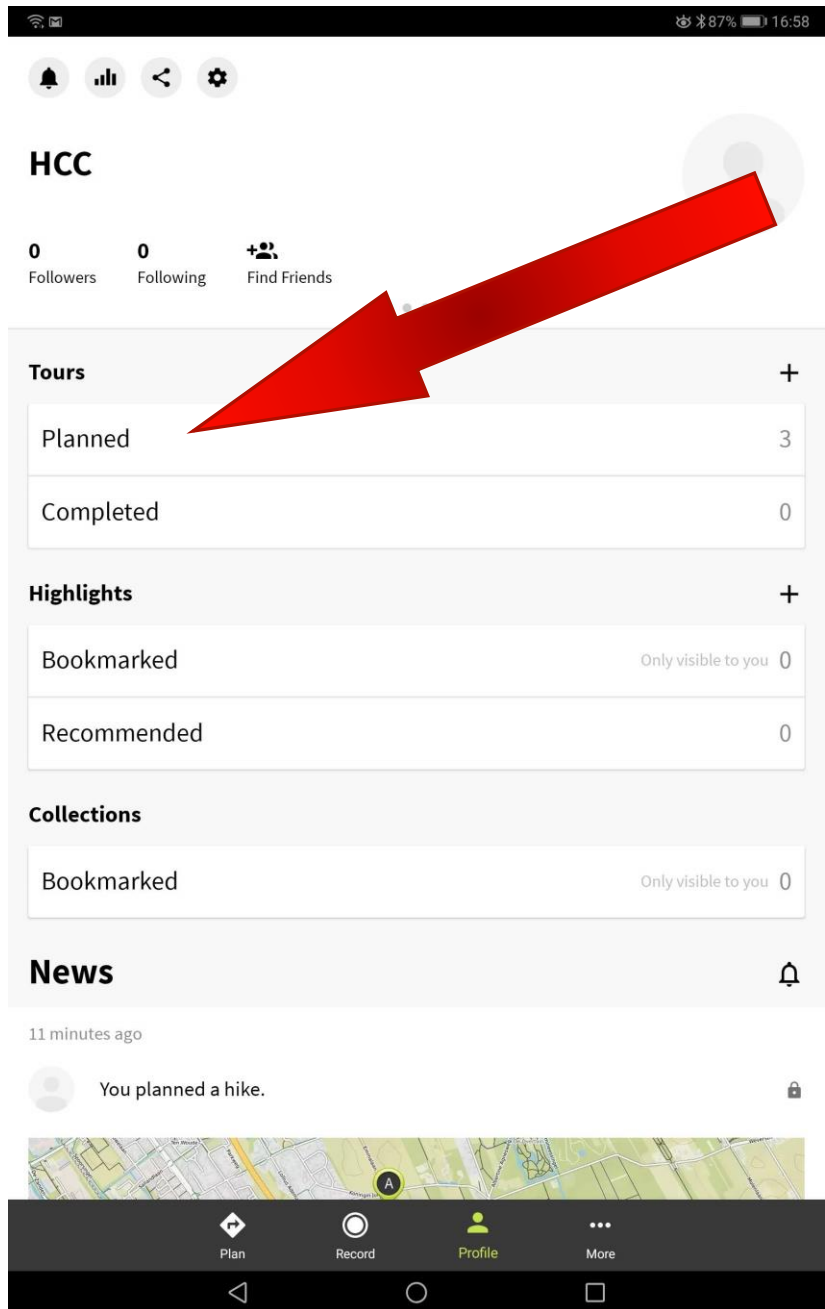 87% 16:58
HCC
0 0
Followers Following Find Friends
Tours
Planned 3
Completed 0
Highlights
Bookmarked Only visible to you 0
Recommended 0
Collections
Bookmarked Only visible to you 0
News
11 minutes ago
You planned a hike.
A
Plan Record Profile More